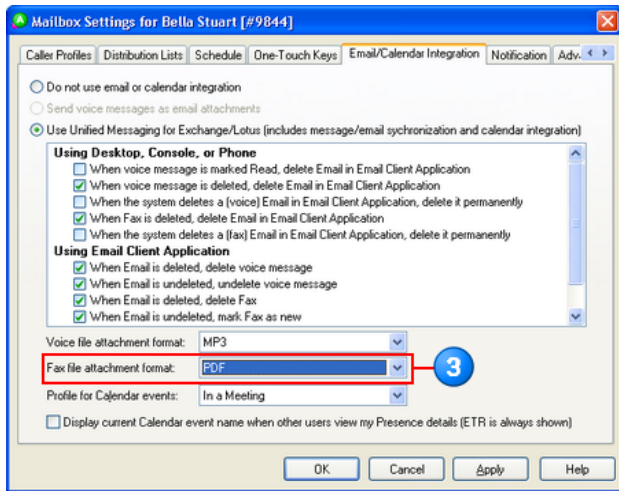 Mailbox Settings for Bella Stuart [#9844]
Caller Profiles Distribution Lists Schedule One-Touch Keys Email/Calendar Integration Notification Adv.
Do not use email or calendar integration
Send voice messages as email attachments
Use Unified Messaging for Exchange/Lotus (includes message/email sychronization and calendar integration)
Using Desktop, Console, or Phone
When voice message is marked Read, delete Email in Email Client Application
When voice message is deleted, delete Email in Email Client Application
When the system deletes a (voice) Email in Email Client Application, delete it permanently
When Fax is deleted, delete Email in Email Client Application
When the system deletes a (fax) Email in Email Client Application, delete it permanently
Using Email Client Application
When Email is deleted, delete voice message
When Email is undeleted, undelete voice message
When Email is deleted, delete Fax
When Email is undeleted, mark Fax as new
Voice file attachment format: MP3
Fax file attachment format: PDF 3
Profile for Calendar events: In a Meeting
Display current Calendar event name when other users view my Presence details (ETR is always shown)
OK Cancel Apply Help